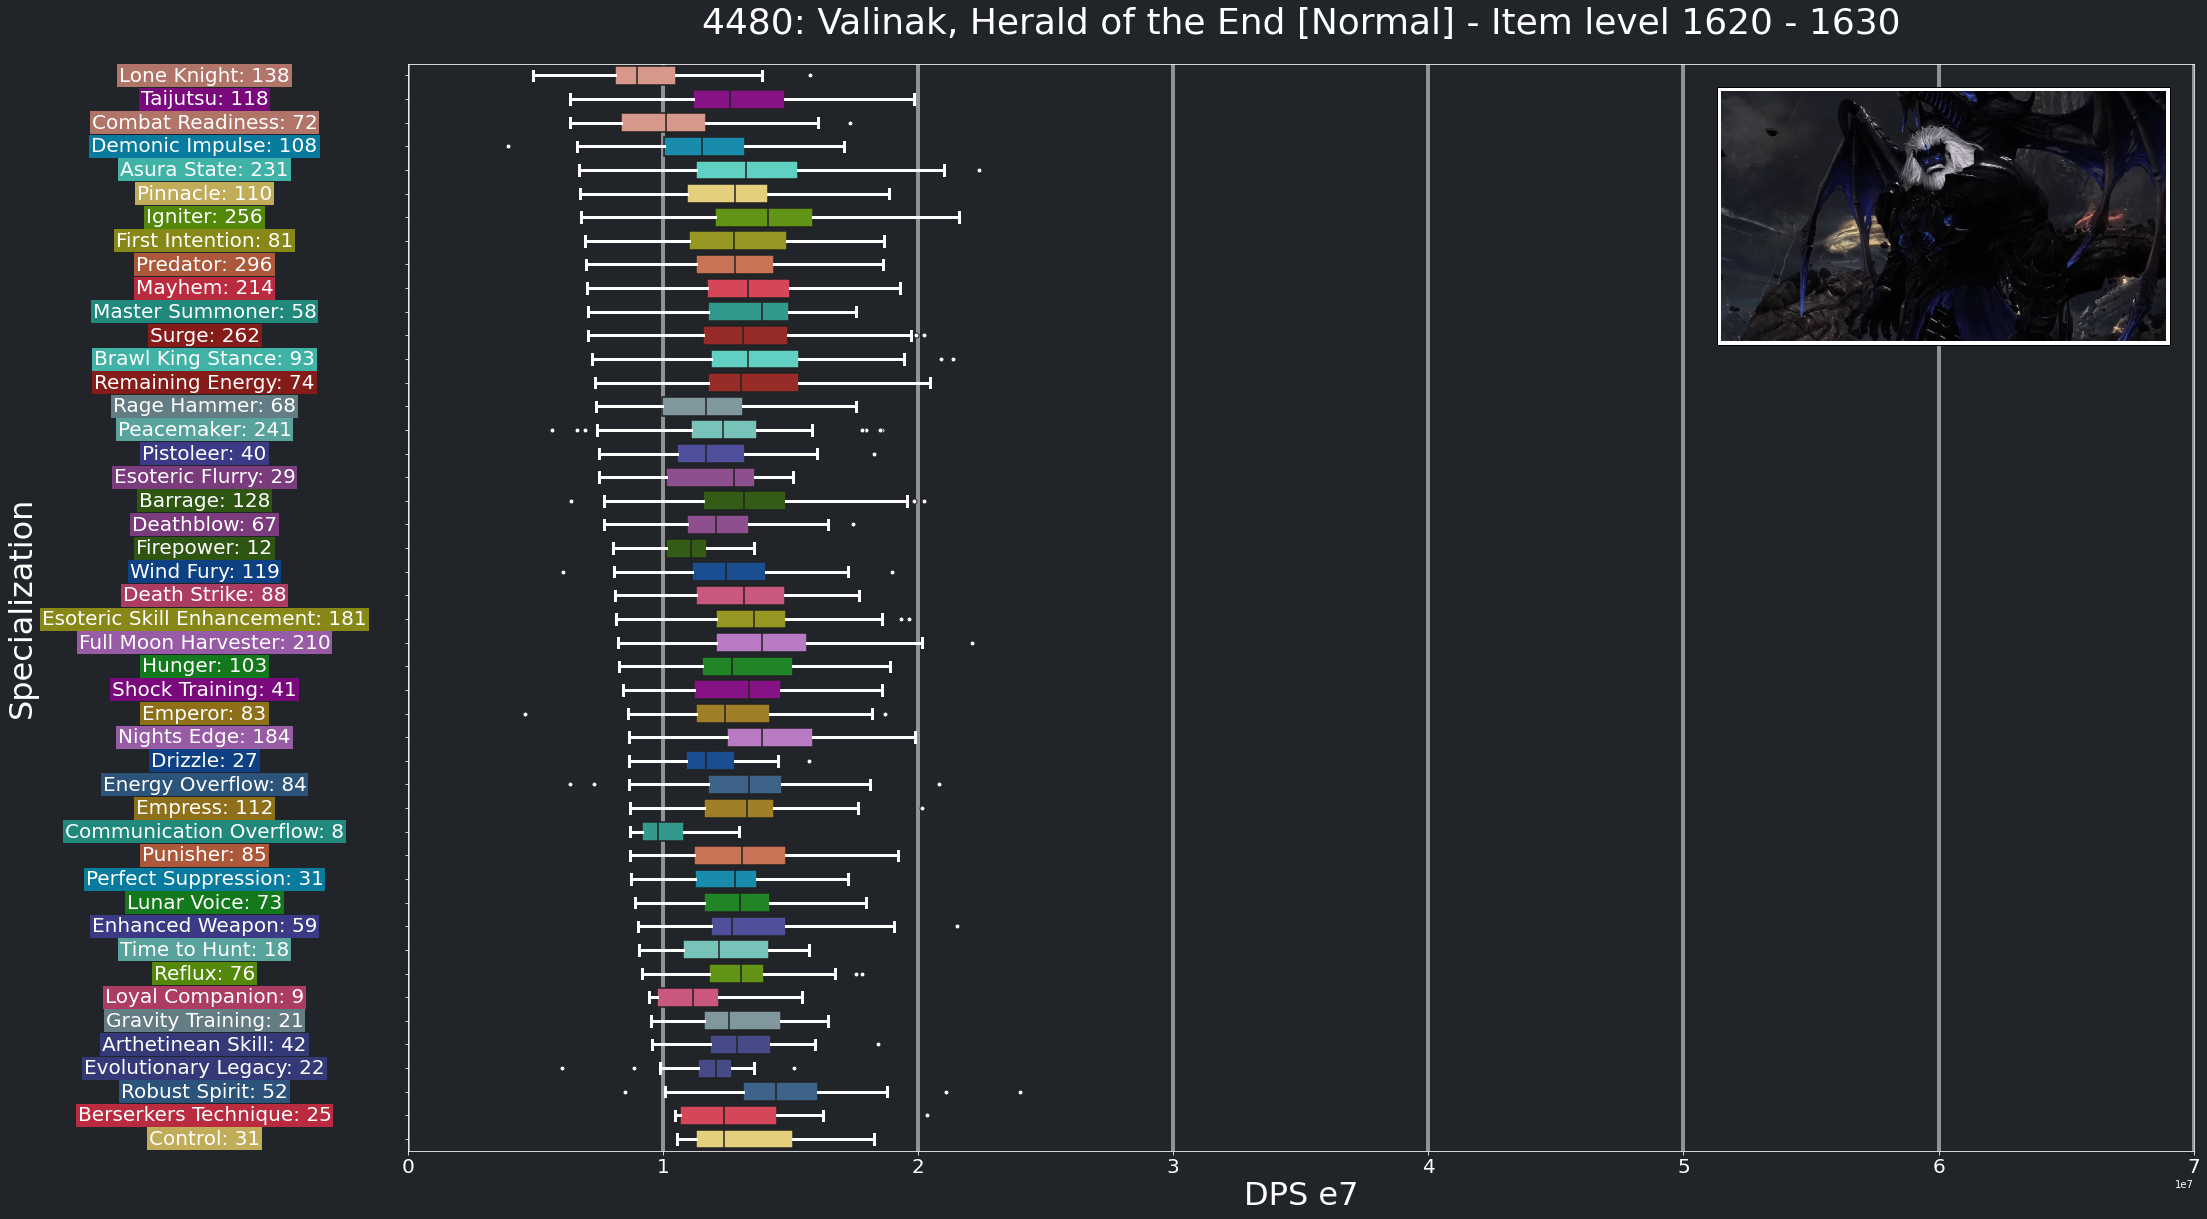 4480: Valinak, Herald of the End [Normal] - Item level 1620 - 1630
Specialization
Lone Knight: 138
Taijutsu: 118
Combat Readiness: 72
Demonic Impulse: 108
Asura State: 231
Pinnacle: 110
Igniter: 256
First Intention: 81
Predator: 296
Mayhem: 214
Master Summoner: 58
Surge: 262
Brawl King Stance: 93
Remaining Energy: 74
Rage Hammer: 68
Peacemaker: 241
Pistoleer: 40
Esoteric Flurry: 29
Barrage: 128
Deathblow: 67
Firepower: 12
Wind Fury: 119
Death Strike: 88
Esoteric Skill Enhancement: 181
Full Moon Harvester: 210
Hunger: 103
Shock Training: 41
Emperor: 83
Nights Edge: 184
Drizzle: 27
Energy Overflow: 84
Empress: 112
Communication Overflow: 8
Punisher: 85
Perfect Suppression: 31
Lunar Voice: 73
Enhanced Weapon: 59
Time to Hunt: 18
Reflux: 76
Loyal Companion: 9
Gravity Training: 21
Arthetinean Skill: 42
Evolutionary Legacy: 22
Robust Spirit: 52
Berserkers Technique: 25
Control: 31
0 1 2 3 4 5 6 7
1e7
DPS e7